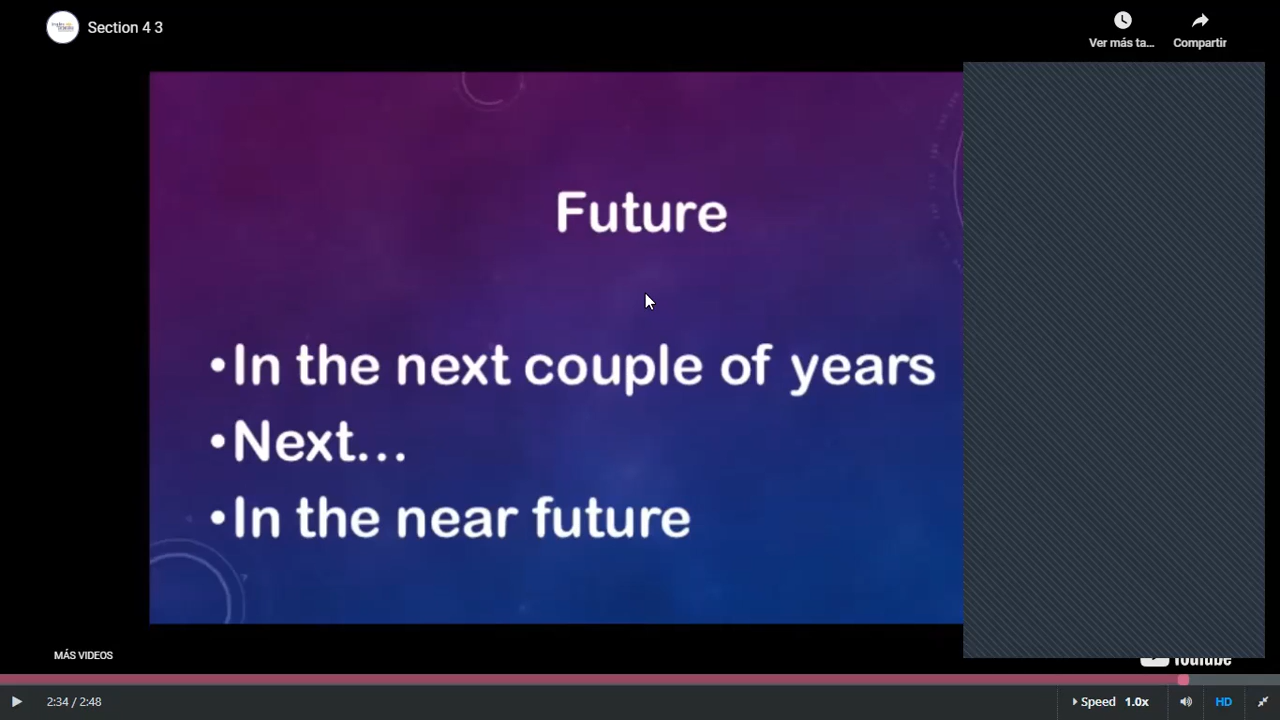 Section 4 3
Ver más ta...
Compartir
Future
•In the next couple of years
•Next...
•In the near future
MÁS VIDEOS
YouTube
2:34 / 2:48
Speed 1.0x
HD